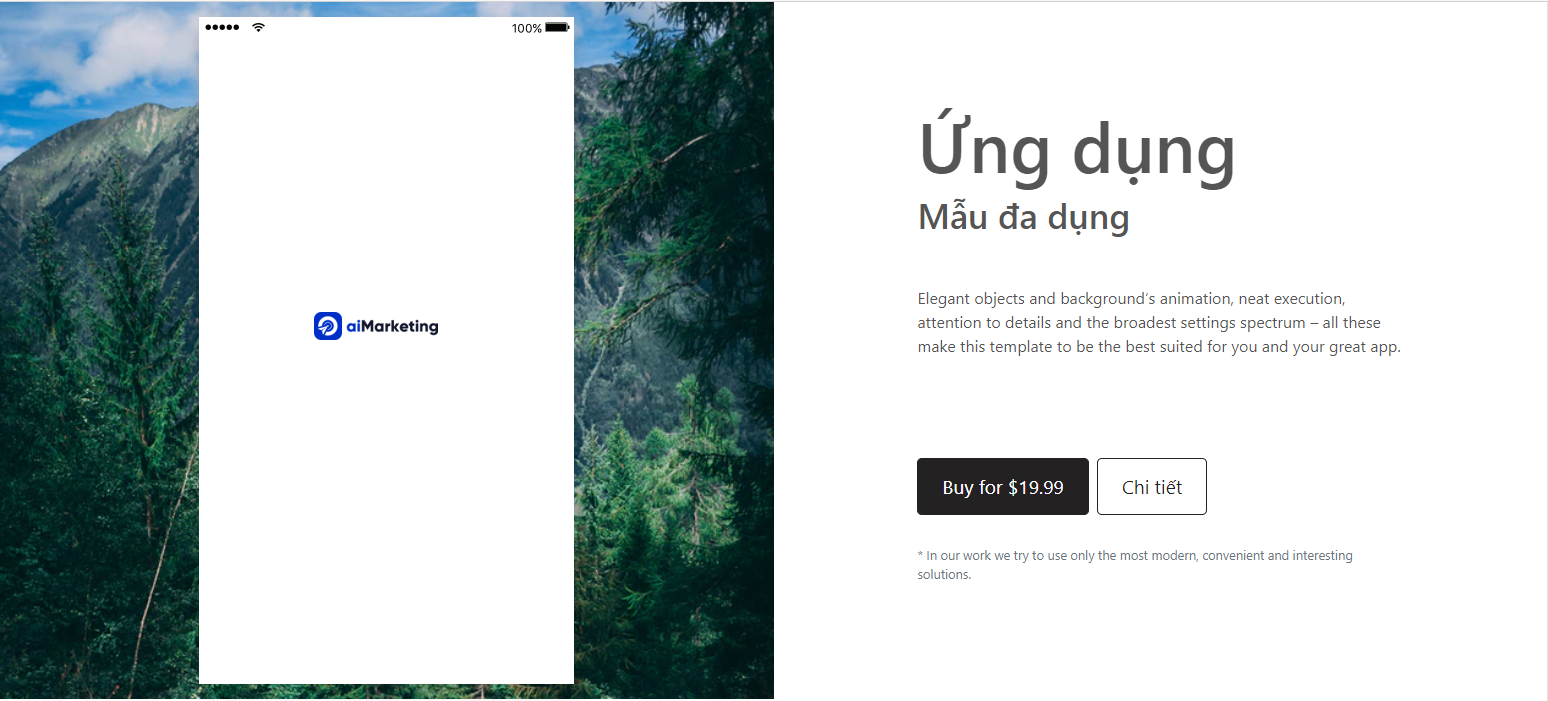 100%
aiMarketing
Ứng dụng
Mẫu đa dụng
Elegant objects and background's animation, neat execution,
attention to details and the broadest settings spectrum – all these
make this template to be the best suited for you and your great app.
Buy for $19.99
Chi tiết
* In our work we try to use only the most modern, convenient and interesting
solutions.